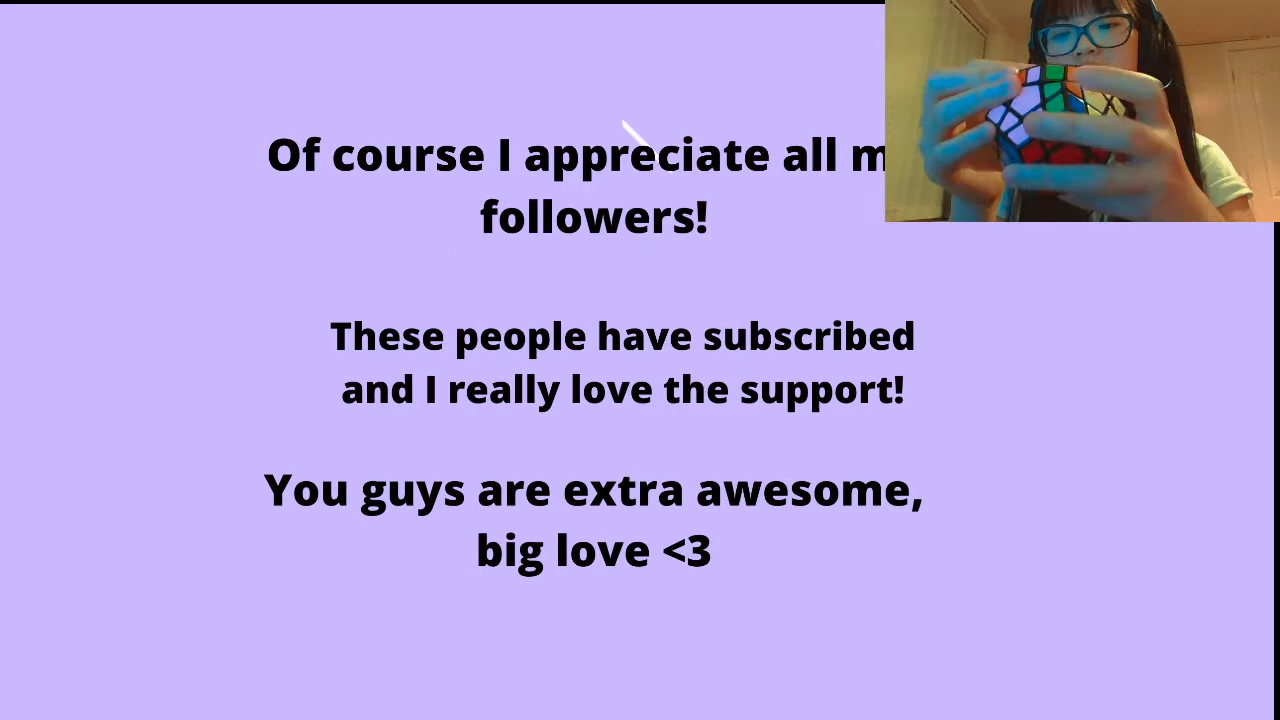 Of course I appreciate all m
followers!
These people have subscribed
and I really love the support!
You guys are extra awesome,
big love <3